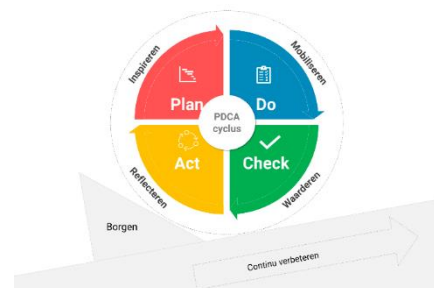 Inspireren
Mobiliseren
Plan
Do
PDCA
cyclus
Act
Check
Reflecteren
Waarderen
Borgen
Continu verbeteren